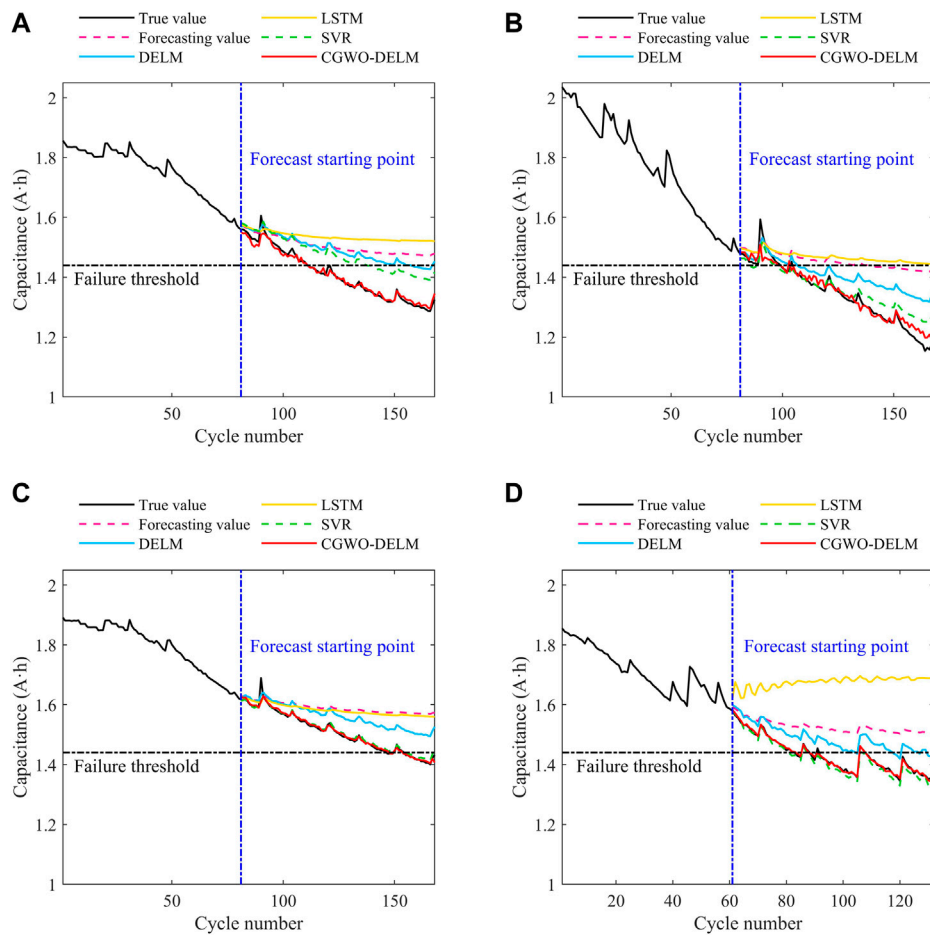 A
True value
LSTM
Forecasting value
SVR
DELM
CGWO-DELM
2
1.8
1.6
1.4
1.2
1
Capacitance (A·h)
Forecast starting point
Failure threshold
50
100
150
Cycle number
B
True value
LSTM
Forecasting value
SVR
DELM
CGWO-DELM
2
1.8
1.6
1.4
1.2
1
Capacitance (A·h)
Forecast starting point
Failure threshold
50
100
150
Cycle number
C
True value
LSTM
Forecasting value
SVR
DELM
CGWO-DELM
2
1.8
1.6
1.4
1.2
1
Capacitance (A·h)
Forecast starting point
Failure threshold
50
100
150
Cycle number
D
True value
LSTM
Forecasting value
SVR
DELM
CGWO-DELM
2
1.8
1.6
1.4
1.2
1
Capacitance (A·h)
Forecast starting point
Failure threshold
20
40
60
80
100
120
Cycle number